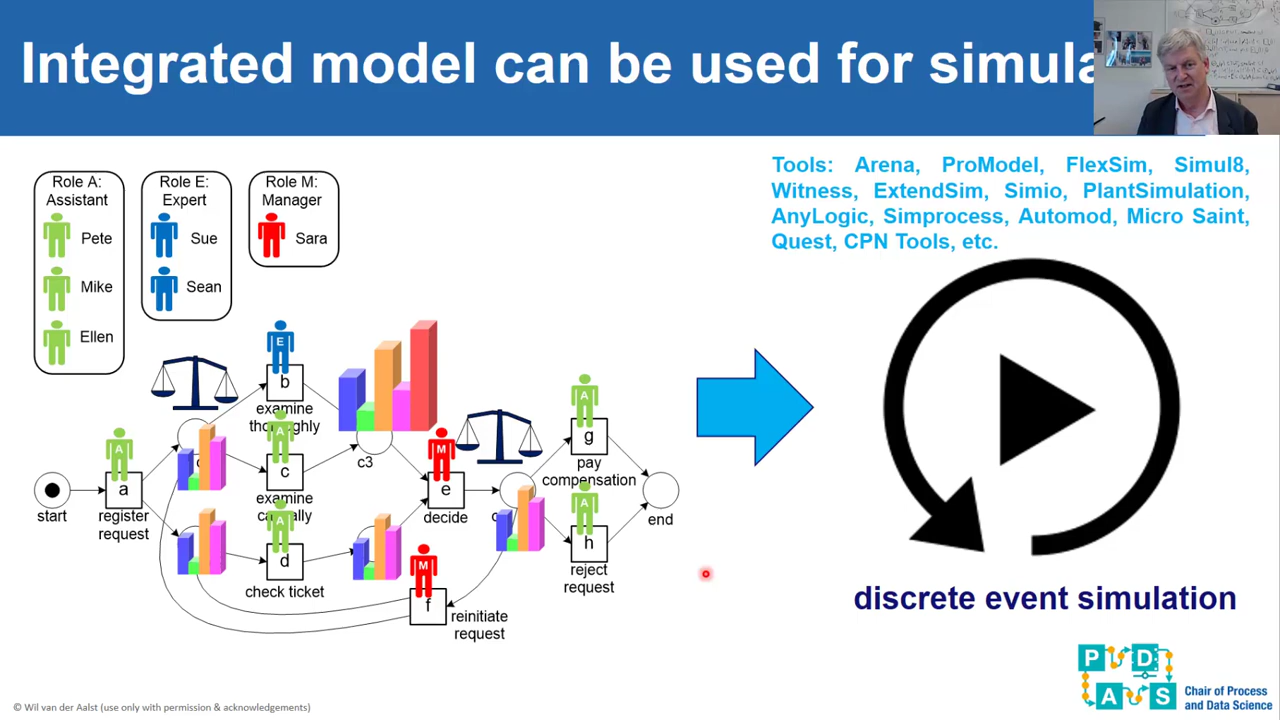 Integrated model can be used for simula
Tools: Arena, ProModel, FlexSim, Simul8,
Witness, ExtendSim, Simio, PlantSimulation,
AnyLogic, Simprocess, Automod, Micro Saint,
Quest, CPN Tools, etc.
Role A:
Assistant
Pete
Mike
Ellen
Role E:
Expert
Sue
Sean
Role M:
Manager
Sara
start
A
a
register
request
E
b
examine
thoroughly
A
c
examine
casually
A
d
check ticket
c3
M
e
decide
M
f
reinitiate
request
A
g
pay
compensation
A
h
reject
request
end
discrete event simulation
P D
A S
Chair of Process
and Data Science
© Wil van der Aalst (use only with permission & acknowledgements)